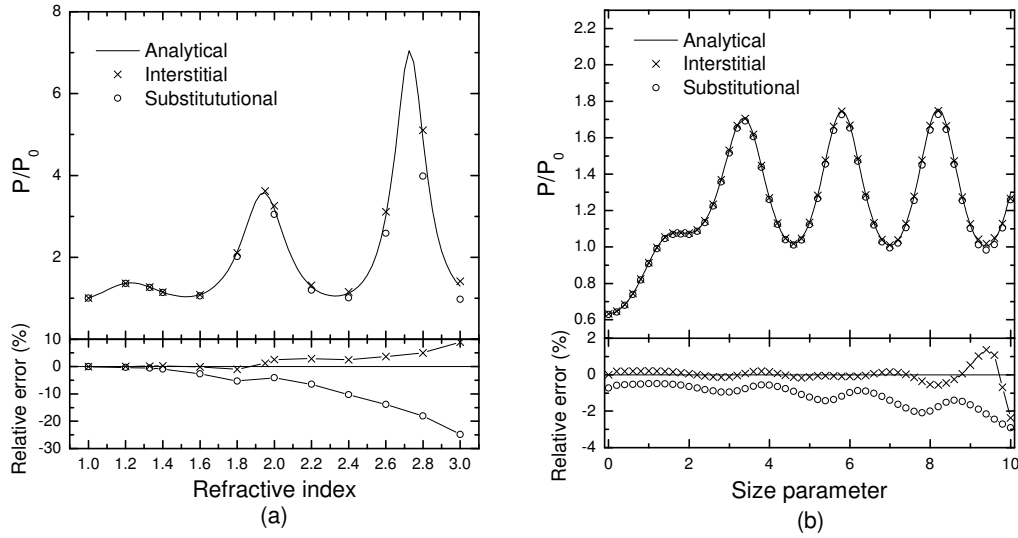 8
6
4
2
P/P0
Analytical
Interstitial
Substitututional
10
0
-10
-20
-30
Relative error (%)
1.0 1.2 1.4 1.6 1.8 2.0 2.2 2.4 2.6 2.8 3.0
Refractive index
(a)
2.2
2.0
1.8
1.6
1.4
1.2
1.0
0.8
0.6
P/P0
Analytical
Interstitial
Substitutional
2
0
-2
-4
Relative error (%)
0 2 4 6 8 10
Size parameter
(b)